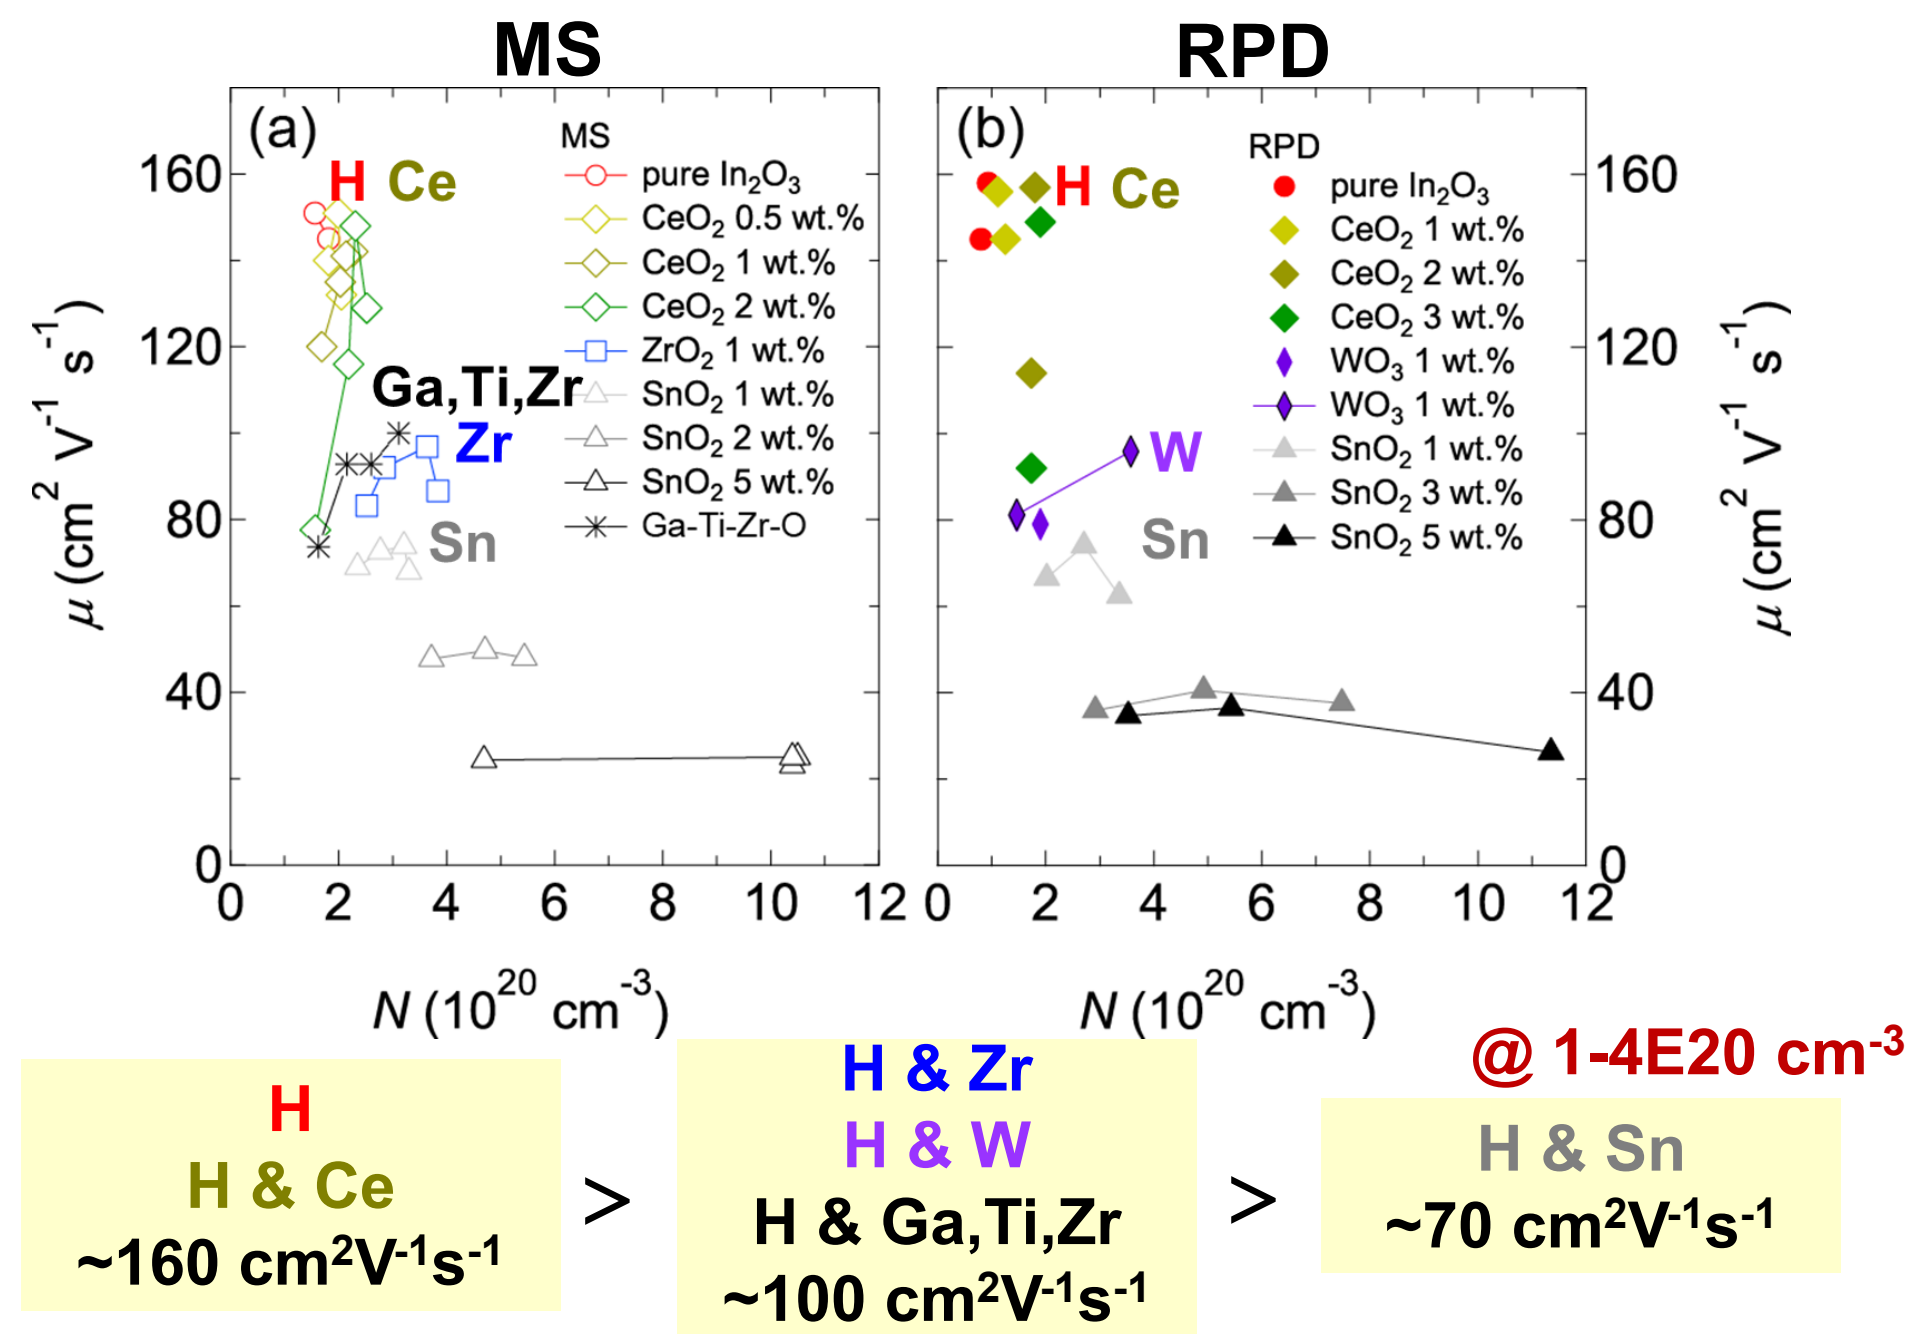 MS
RPD
(a)
MS
pure In₂O₃
CeO₂ 0.5 wt.%
CeO₂ 1 wt.%
CeO₂ 2 wt.%
ZrO₂ 1 wt.%
SnO₂ 1 wt.%
SnO₂ 2 wt.%
SnO₂ 5 wt.%
Ga-Ti-Zr-O
H Ce
Ga,Ti,Zr
Zr
Sn
160
120
80
40
0
μ (cm² V⁻¹ s⁻¹)
0 2 4 6 8 10 12
N (10²⁰ cm⁻³)
(b)
RPD
pure In₂O₃
CeO₂ 1 wt.%
CeO₂ 2 wt.%
CeO₂ 3 wt.%
WO₃ 1 wt.%
WO₃ 1 wt.%
SnO₂ 1 wt.%
SnO₂ 3 wt.%
SnO₂ 5 wt.%
H Ce
W
Sn
160
120
80
40
0
μ (cm² V⁻¹ s⁻¹)
0 2 4 6 8 10 12
N (10²⁰ cm⁻³)
@ 1-4E20 cm⁻³
H
H & Ce
~160 cm²V⁻¹s⁻¹
>
H & Zr
H & W
H & Ga,Ti,Zr
~100 cm²V⁻¹s⁻¹
>
H & Sn
~70 cm²V⁻¹s⁻¹